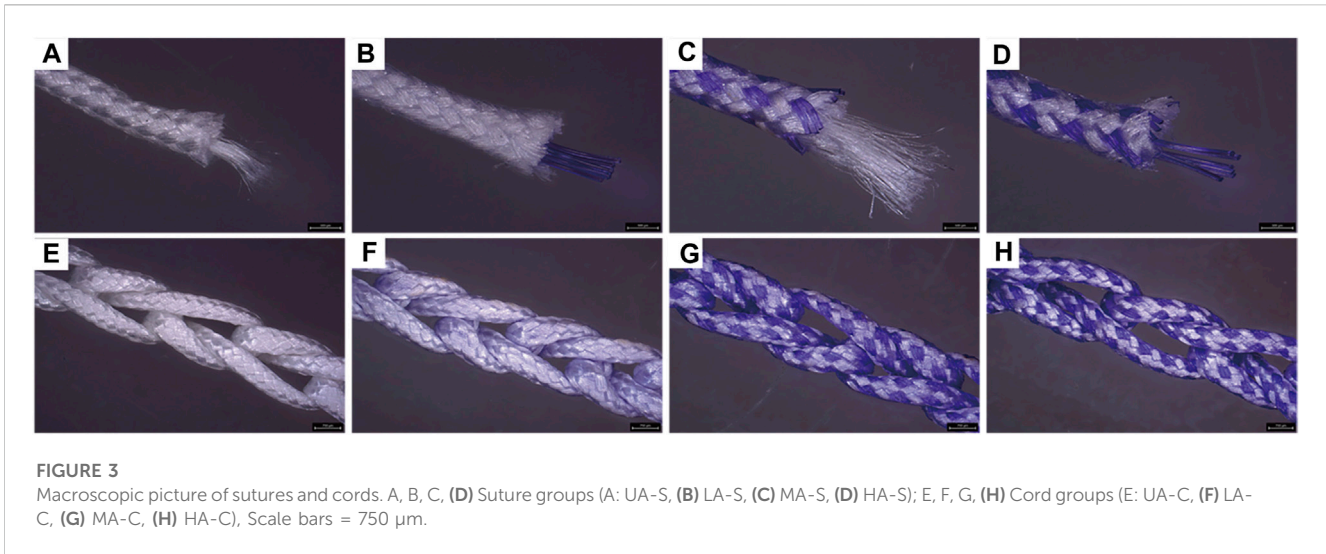 A
B
C
D
E
F
G
H
FIGURE 3
Macroscopic picture of sutures and cords. A, B, C, (D) Suture groups (A: UA-S, (B) LA-S, (C) MA-S, (D) HA-S); E, F, G, (H) Cord groups (E: UA-C, (F) LA-
C, (G) MA-C, (H) HA-C), Scale bars = 750 μm.